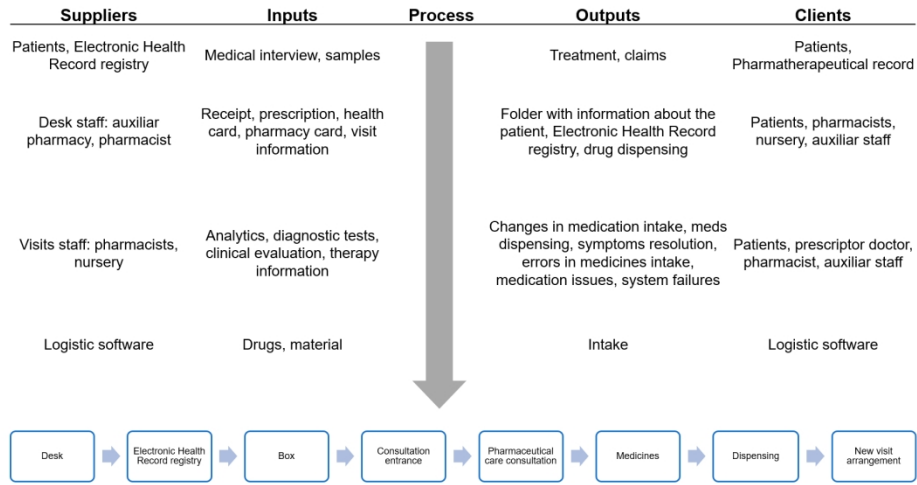 Suppliers Inputs Process Outputs Clients
Patients, Electronic Health
Record registry
Medical interview, samples
Treatment, claims
Patients,
Pharmatherapeutical record
Desk staff: auxiliar
pharmacy, pharmacist
Receipt, prescription, health
card, pharmacy card, visit
information
Folder with information about the
patient, Electronic Health Record
registry, drug dispensing
Patients, pharmacists,
nursery, auxiliar staff
Visits staff: pharmacists,
nursery
Analytics, diagnostic tests,
clinical evaluation, therapy
information
Changes in medication intake, meds
dispensing, symptoms resolution,
errors in medicines intake,
medication issues, system failures
Patients, prescriptor doctor,
pharmacist, auxiliar staff
Logistic software
Drugs, material
Intake
Logistic software
Desk
Electronic Health
Record registry
Box
Consultation
entrance
Pharmaceutical
care consultation
Medicines
Dispensing
New visit
arrangement